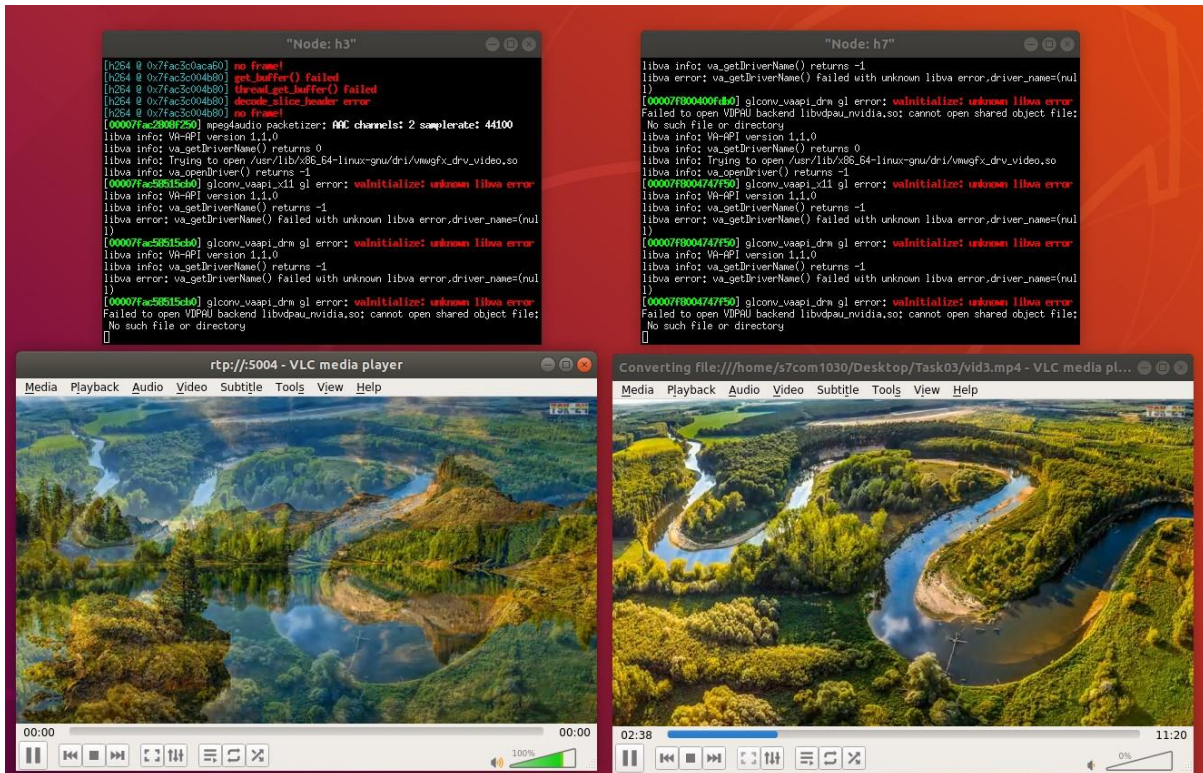 "Node: h3"
[h264 @ 0x7fac3c0aca60] no frame!
[h264 @ 0x7fac3c004b80] get_buffer() failed
[h264 @ 0x7fac3c004b80] thread_get_buffer() failed
[h264 @ 0x7fac3c004b80] decode_slice_header error
[h264 @ 0x7fac3c004b80] no frame!
[00007fac2808f250] mpeg4audio packetizer: AAC channels: 2 samplerate: 44100
libva info: VA-API version 1.1.0
libva info: va_getDriverName() returns 0
libva info: Trying to open /usr/lib/x86_64-linux-gnu/dri/vmwgfx_drv_video.so
libva info: va_openDriver() returns -1
[00007fac58515cb0] glconv_vaapi_x11 gl error: vaInitialize: unknown libva error
libva info: VA-API version 1.1.0
libva info: va_getDriverName() returns -1
libva error: va_getDriverName() failed with unknown libva error,driver_name=(nul
l)
[00007fac58515cb0] glconv_vaapi_drm gl error: vaInitialize: unknown libva error
libva info: VA-API version 1.1.0
libva info: va_getDriverName() returns -1
libva error: va_getDriverName() failed with unknown libva error,driver_name=(nul
l)
[00007fac58515cb0] glconv_vaapi_drm gl error: vaInitialize: unknown libva error
Failed to open VDPAU backend libvdpau_nvidia.so: cannot open shared object file:
No such file or directory
"Node: h7"
libva info: va_getDriverName() returns -1
libva error: va_getDriverName() failed with unknown libva error,driver_name=(nul
l)
[00007f800400fdb0] glconv_vaapi_drm gl error: vaInitialize: unknown libva error
Failed to open VDPAU backend libvdpau_nvidia.so: cannot open shared object file:
No such file or directory
libva info: VA-API version 1.1.0
libva info: va_getDriverName() returns 0
libva info: Trying to open /usr/lib/x86_64-linux-gnu/dri/vmwgfx_drv_video.so
libva info: va_openDriver() returns -1
[00007f8004747f50] glconv_vaapi_x11 gl error: vaInitialize: unknown libva error
libva info: VA-API version 1.1.0
libva info: va_getDriverName() returns -1
libva error: va_getDriverName() failed with unknown libva error,driver_name=(nul
l)
[00007f8004747f50] glconv_vaapi_drm gl error: vaInitialize: unknown libva error
libva info: VA-API version 1.1.0
libva info: va_getDriverName() returns -1
libva error: va_getDriverName() failed with unknown libva error,driver_name=(nul
l)
[00007f8004747f50] glconv_vaapi_drm gl error: vaInitialize: unknown libva error
Failed to open VDPAU backend libvdpau_nvidia.so: cannot open shared object file:
No such file or directory
rtp://:5004 - VLC media player
Media Playback Audio Video Subtitle Tools View Help
00:00 00:00
100%
Converting file:///home/s7com1030/Desktop/Task03/vid3.mp4 - VLC media pl...
Media Playback Audio Video Subtitle Tools View Help
02:38 11:20
0%